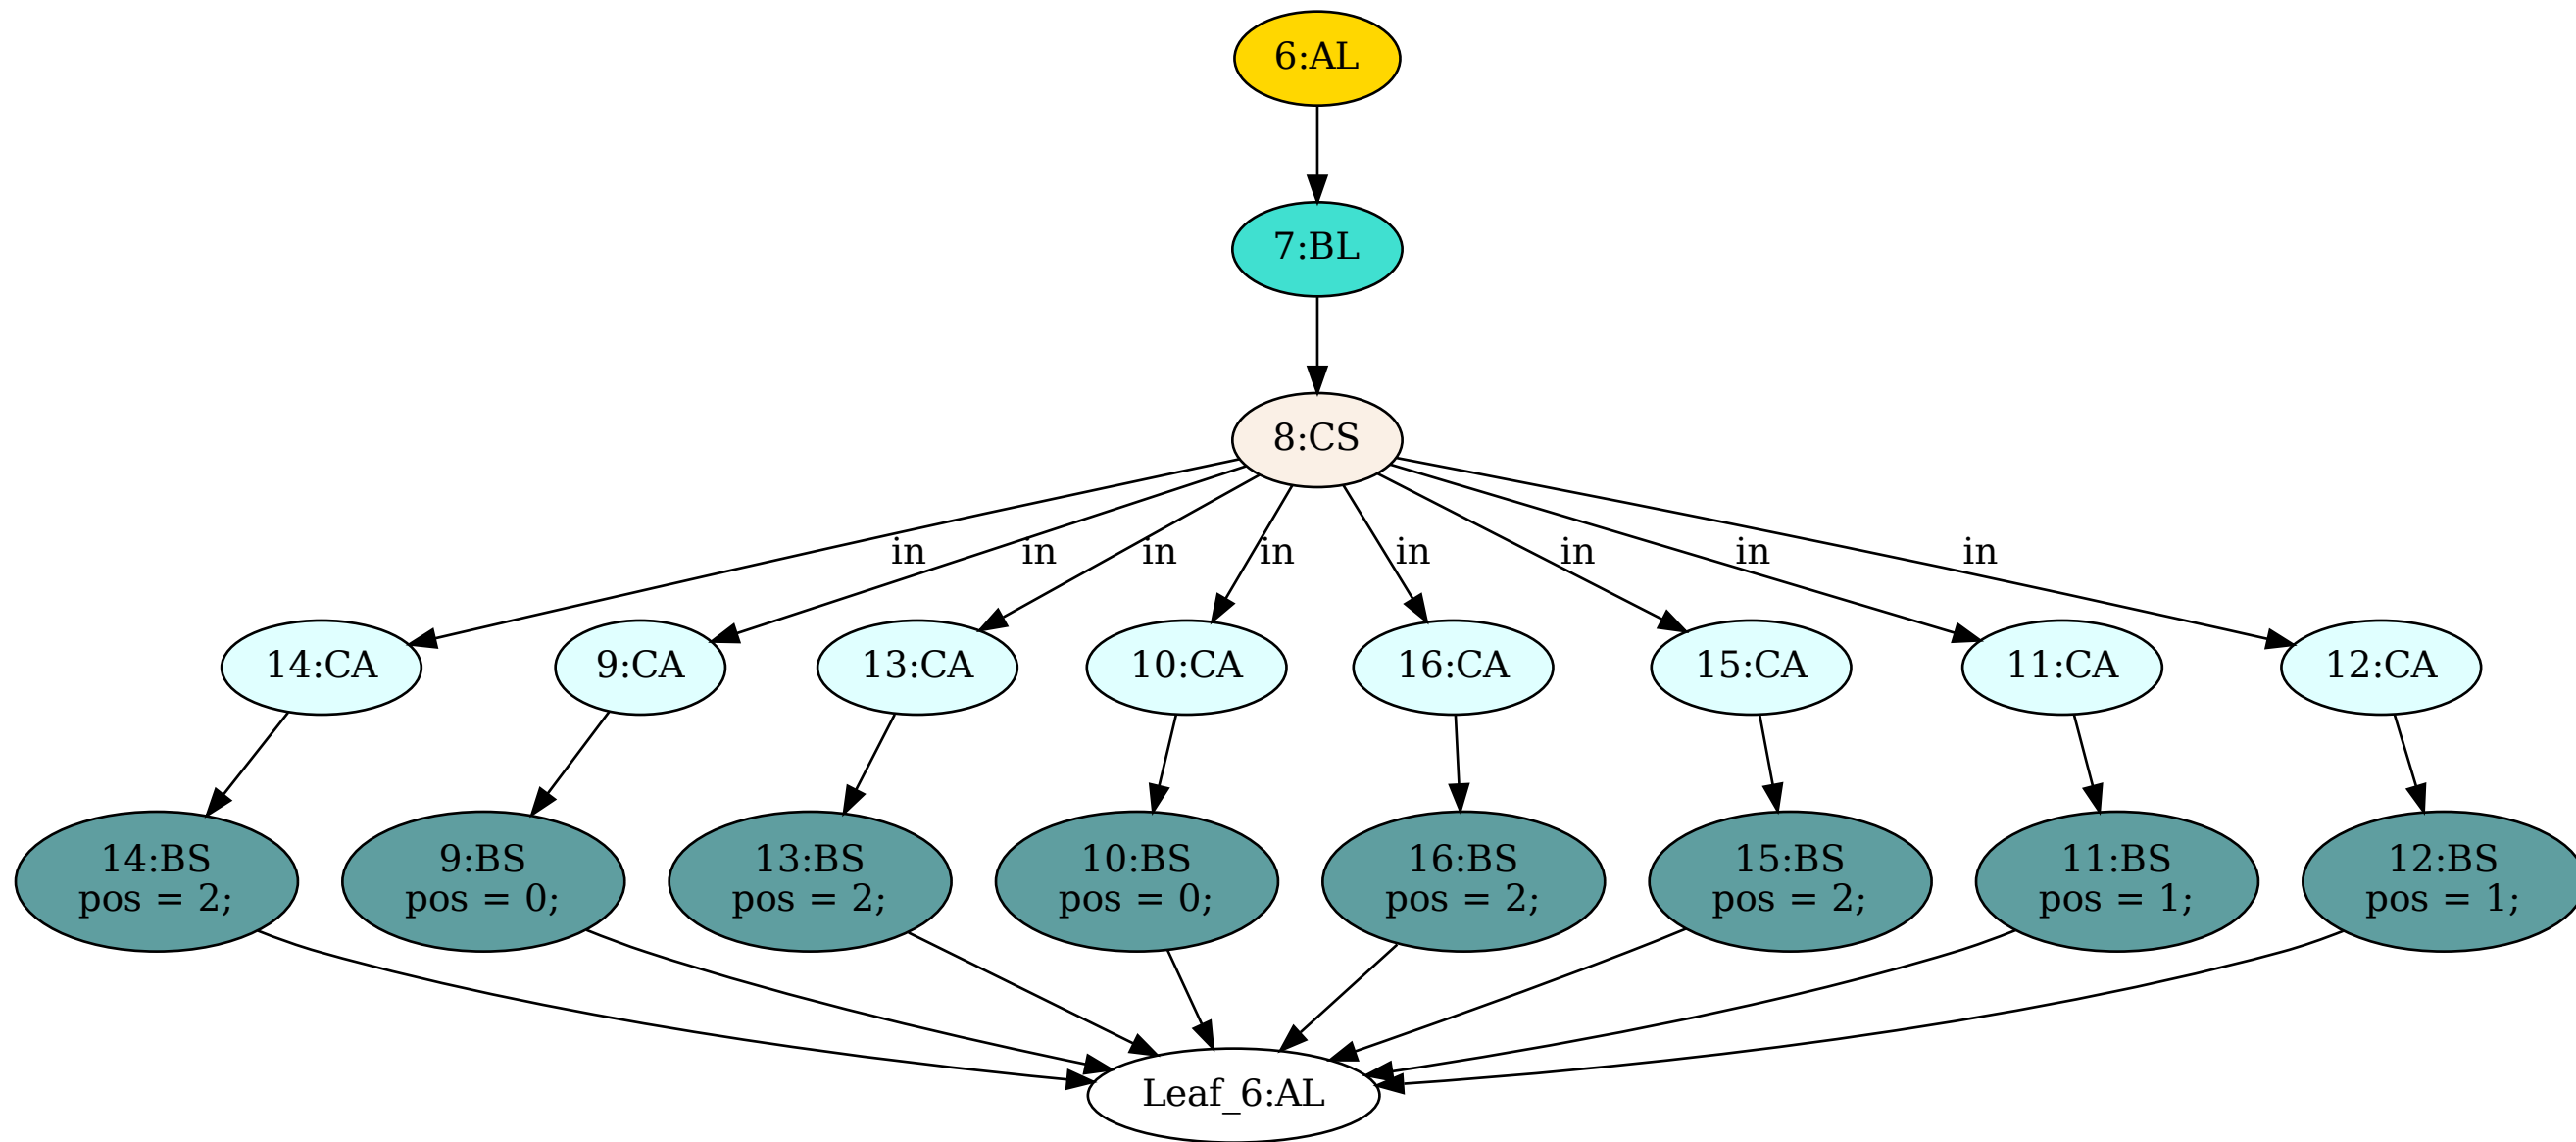 6:AL
7:BL
8:CS
in in in in in in in in
14:CA 9:CA 13:CA 10:CA 16:CA 15:CA 11:CA 12:CA
14:BS 9:BS 13:BS 10:BS 16:BS 15:BS 11:BS 12:BS
pos = 2; pos = 0; pos = 2; pos = 0; pos = 2; pos = 2; pos = 1; pos = 1;
Leaf_6:AL